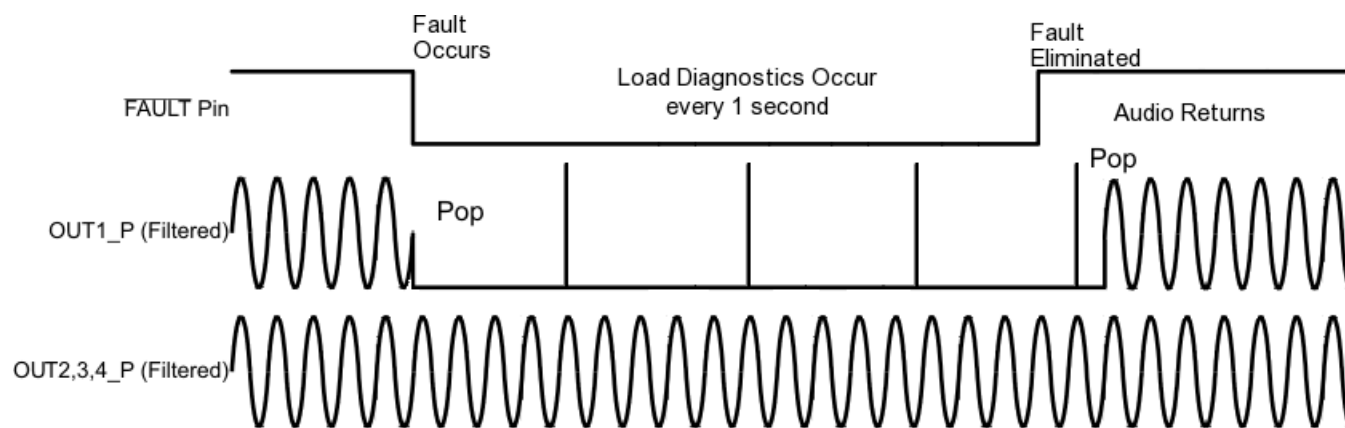 Fault
Occurs
Fault
Eliminated
Load Diagnostics Occur
every 1 second
FAULT Pin
Audio Returns
Pop
Pop
OUT1_P (Filtered)
OUT2,3,4_P (Filtered)